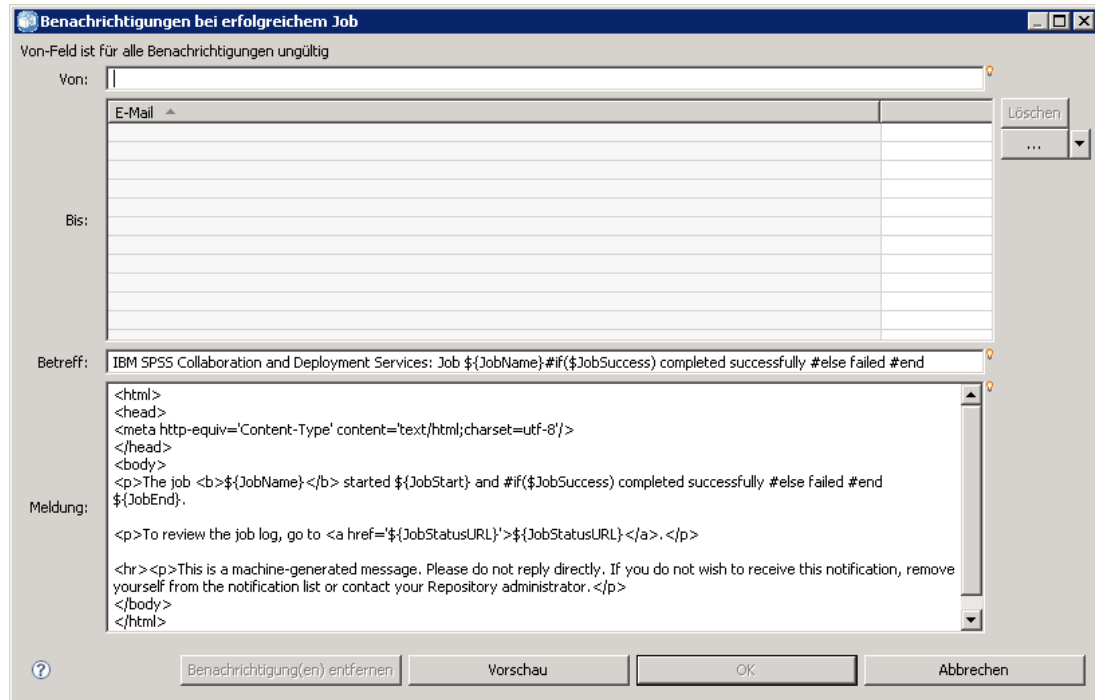 Benachrichtigungen bei erfolgreichem Job
Von-Feld ist für alle Benachrichtigungen ungültig
Von:
E-Mail
Löschen
...
Bis:
Betreff: IBM SPSS Collaboration and Deployment Services: Job ${JobName}#if($JobSuccess) completed successfully #else failed #end
Meldung:
<html>
<head>
<meta http-equiv='Content-Type' content='text/html;charset=utf-8'/>
</head>
<body>
<p>The job <b>${JobName}</b> started ${JobStart} and #if($JobSuccess) completed successfully #else failed #end
${JobEnd}.
<p>To review the job log, go to <a href='${JobStatusURL}'>${JobStatusURL}</a>.</p>
<hr><p>This is a machine-generated message. Please do not reply directly. If you do not wish to receive this notification, remove
yourself from the notification list or contact your Repository administrator.</p>
</body>
</html>
? Benachrichtigung(en) entfernen Vorschau OK Abbrechen